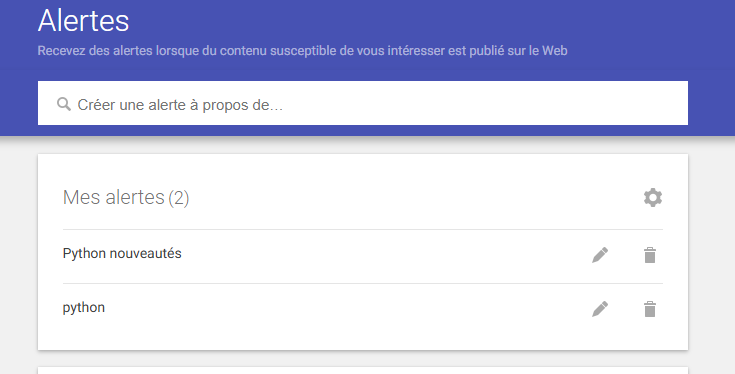 Alertes
Recevez des alertes lorsque du contenu susceptible de vous intéresser est publié sur le Web
Créer une alerte à propos de...
Mes alertes (2)
Python nouveautés
python